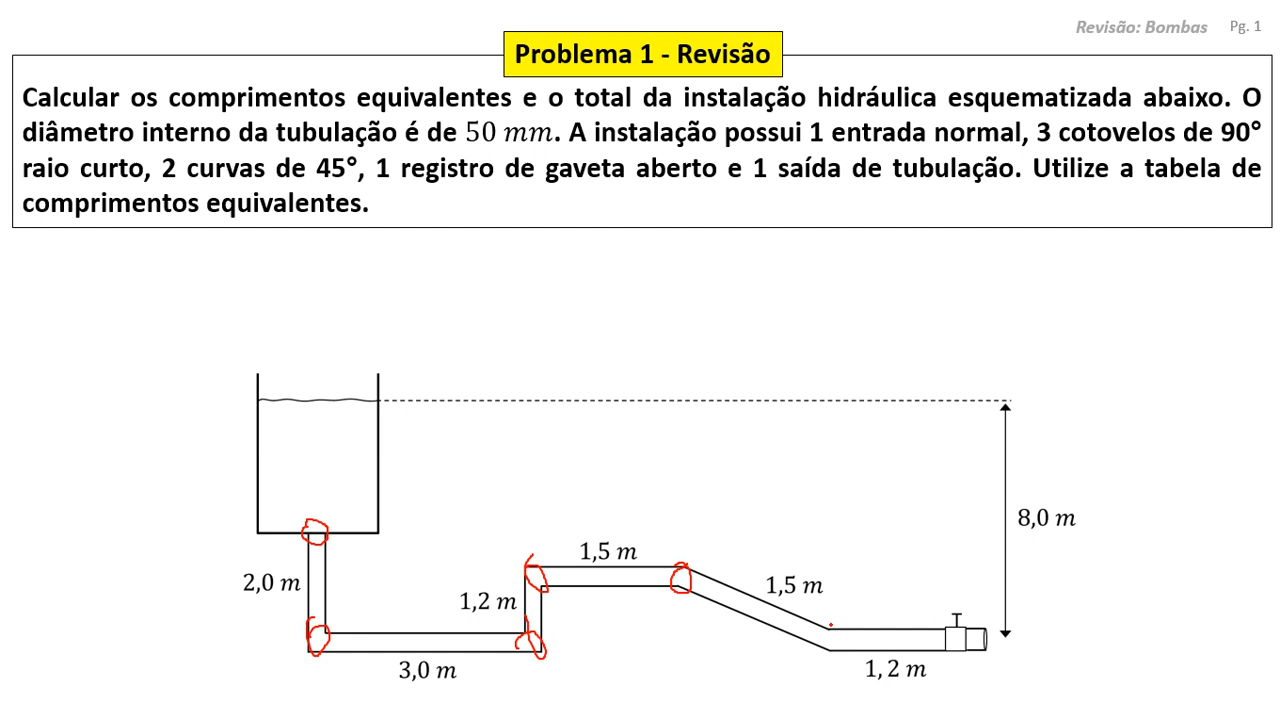 Revisão: Bombas Pg. 1
Problema 1 - Revisão
Calcular os comprimentos equivalentes e o total da instalação hidráulica esquematizada abaixo. O
diâmetro interno da tubulação é de 50 mm. A instalação possui 1 entrada normal, 3 cotovelos de 90°
raio curto, 2 curvas de 45°, 1 registro de gaveta aberto e 1 saída de tubulação. Utilize a tabela de
comprimentos equivalentes.
8,0 m
1,5 m
2,0 m
1,2 m
1,5 m
3,0 m
1, 2 m